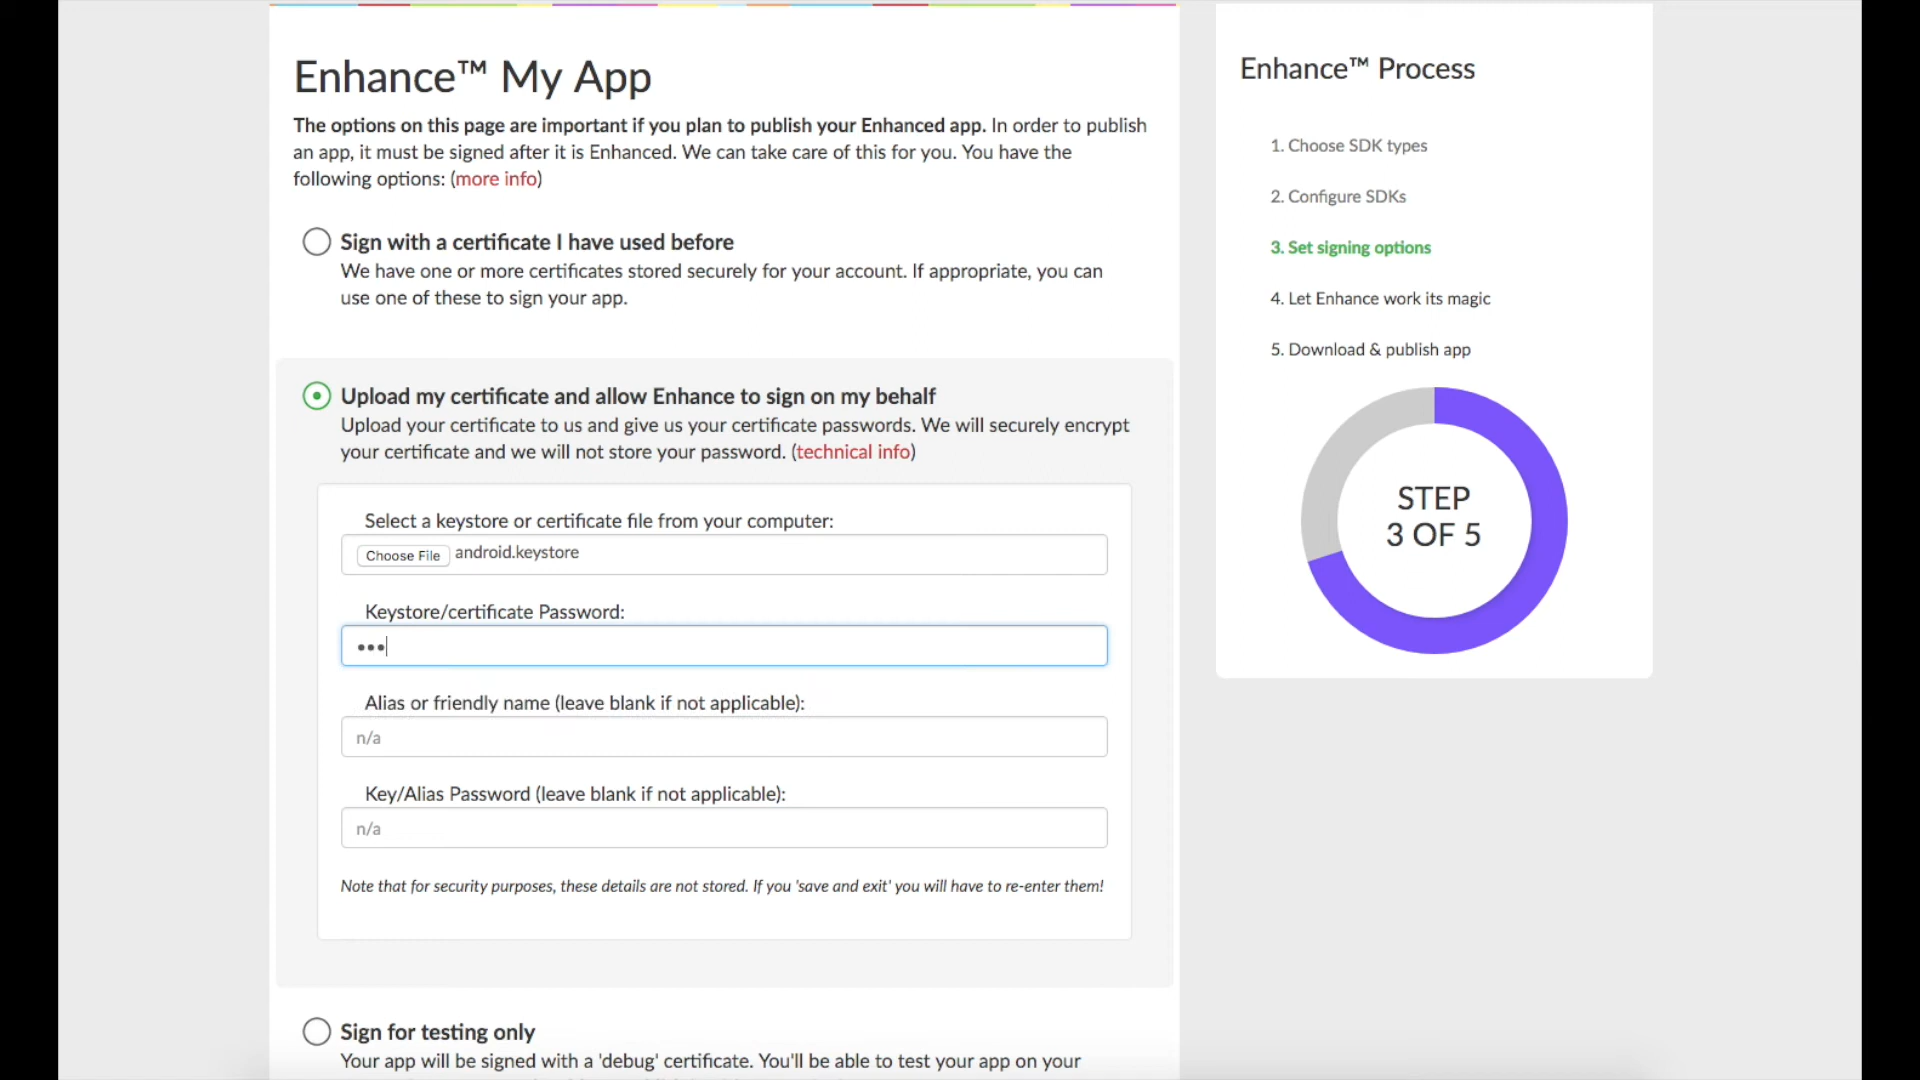 Enhance™ My App
The options on this page are important if you plan to publish your Enhanced app. In order to publish
an app, it must be signed after it is Enhanced. We can take care of this for you. You have the
following options: (more info)
Sign with a certificate I have used before
We have one or more certificates stored securely for your account. If appropriate, you can
use one of these to sign your app.
Upload my certificate and allow Enhance to sign on my behalf
Upload your certificate to us and give us your certificate passwords. We will securely encrypt
your certificate and we will not store your password. (technical info)
Select a keystore or certificate file from your computer:
Choose File android.keystore
Keystore/certificate Password:
•••
Alias or friendly name (leave blank if not applicable):
n/a
Key/Alias Password (leave blank if not applicable):
n/a
Note that for security purposes, these details are not stored. If you 'save and exit' you will have to re-enter them!
Sign for testing only
Your app will be signed with a 'debug' certificate. You'll be able to test your app on your
Enhance™ Process
1. Choose SDK types
2. Configure SDKs
3. Set signing options
4. Let Enhance work its magic
5. Download & publish app
STEP
3 OF 5